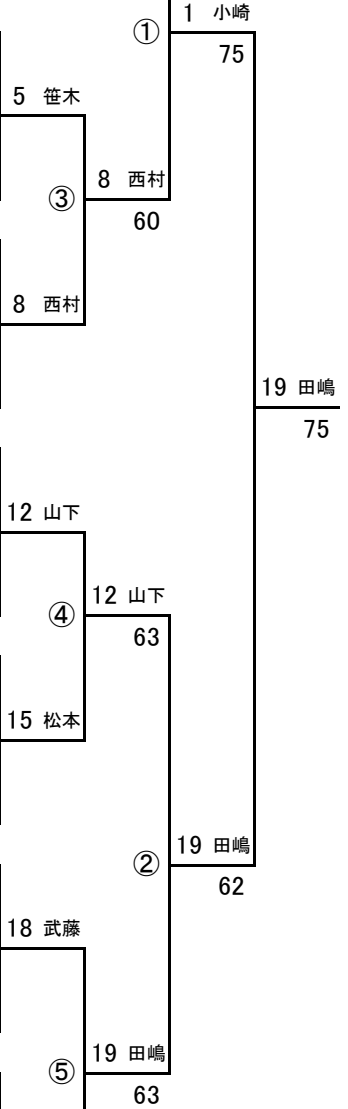 ① 1 小崎
75
5 笹木
③ 8 西村
60
8 西村
19 田嶋
75
12 山下
④ 12 山下
63
15 松本
② 19 田嶋
62
18 武藤
⑤ 19 田嶋
63